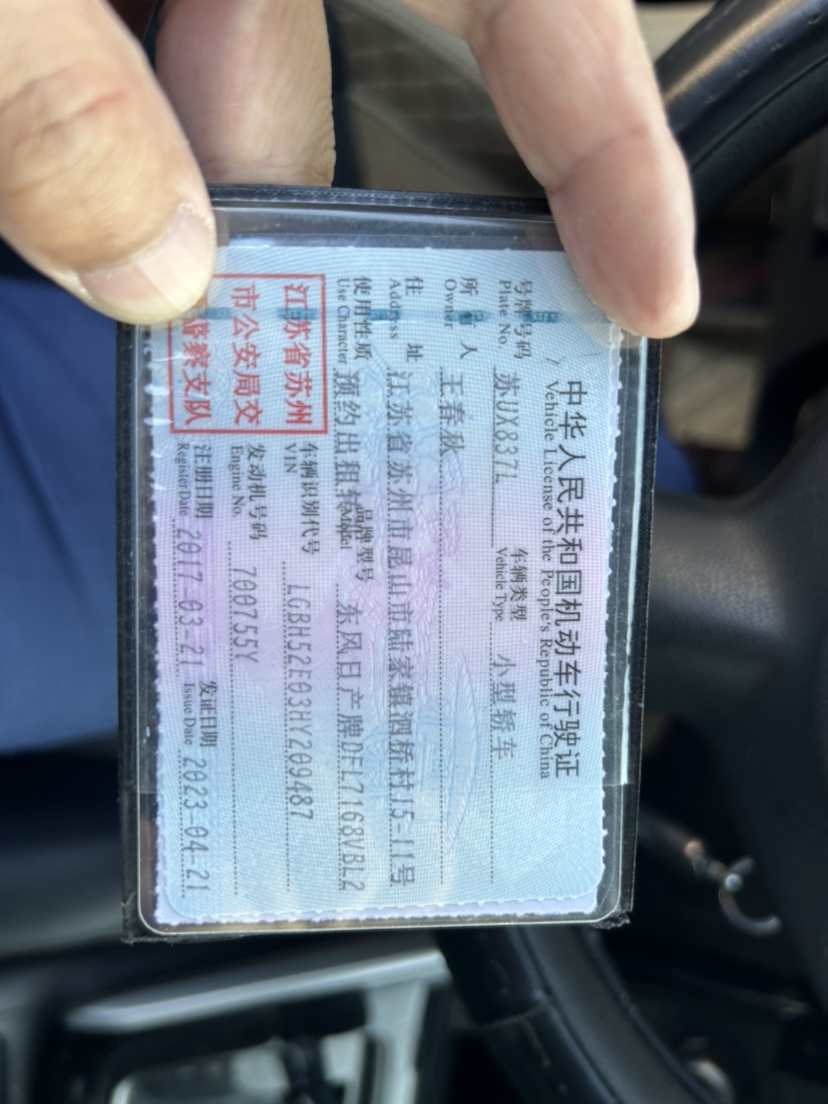 中华人民共和国机动车行驶证
Vehicle License of the People's Republic of China
号牌号码 苏UX837L 车辆类型 小型轿车
Plate No. Vehicle Type
所有人 王春秋
Owner
住址 江苏省苏州市昆山市陆家镇泗桥村15-11号
Address
使用性质 预约出租 品牌型号 东风日产牌DFL7168VBL2
Use Character Model
江苏省苏州
市公安局交
警察支队
车辆识别代号 LGBH52E03HY209487
VIN
发动机号码 700755Y
Engine No.
注册日期 2017-03-21 发证日期 2023-04-21
Register Date Issue Date